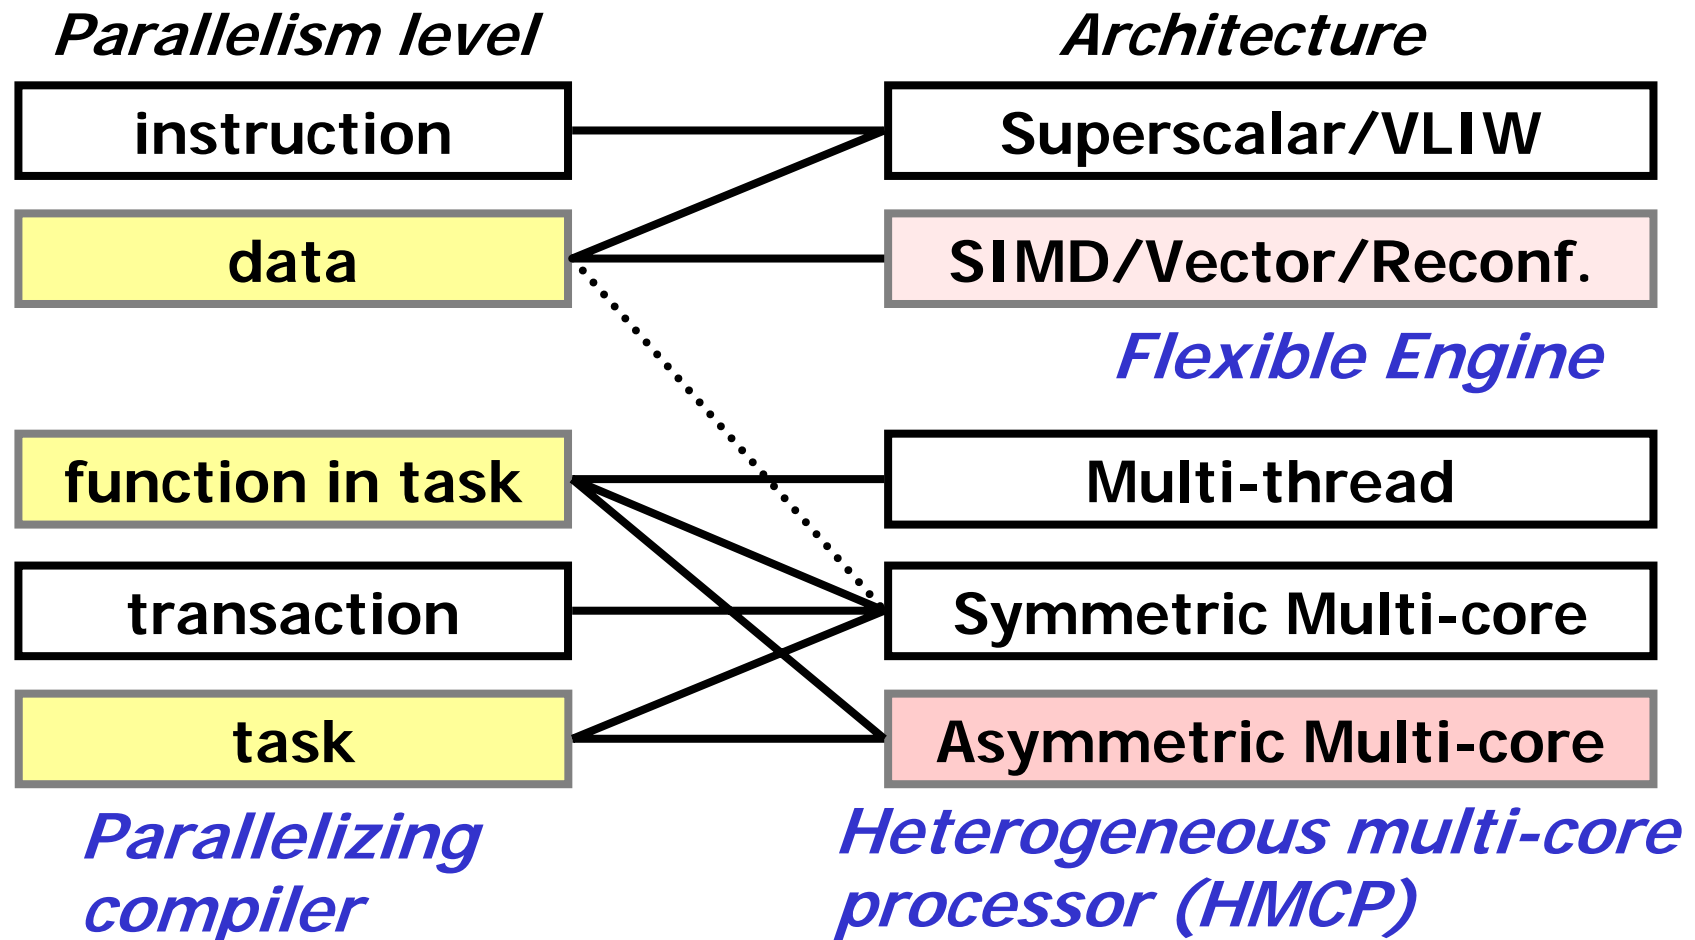 Parallelism level
Architecture
instruction
Superscalar/VLIW
data
SIMD/Vector/Reconf.
Flexible Engine
function in task
Multi-thread
transaction
Symmetric Multi-core
task
Asymmetric Multi-core
Parallelizing
compiler
Heterogeneous multi-core
processor (HMCP)